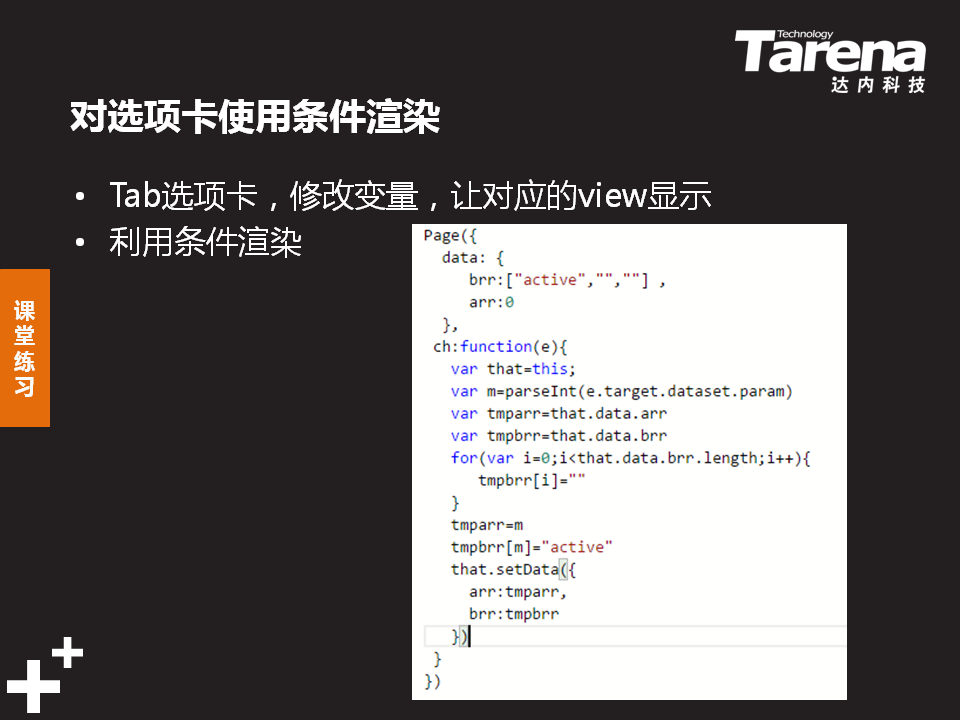 Technology
Tarena
达内科技
对选项卡使用条件渲染
• Tab选项卡，修改变量，让对应的view显示
• 利用条件渲染
课
堂
练
习
Page({
data: {
brr:["active","",""] ,
arr:0
},
ch:function(e){
var that=this;
var m=parseInt(e.target.dataset.param)
var tmparr=that.data.arr
var tmpbrr=that.data.brr
for(var i=0;i<that.data.brr.length;i++){
tmpbrr[i]=""
}
tmparr=m
tmpbrr[m]="active"
that.setData({
arr:tmparr,
brr:tmpbrr
})
}
})